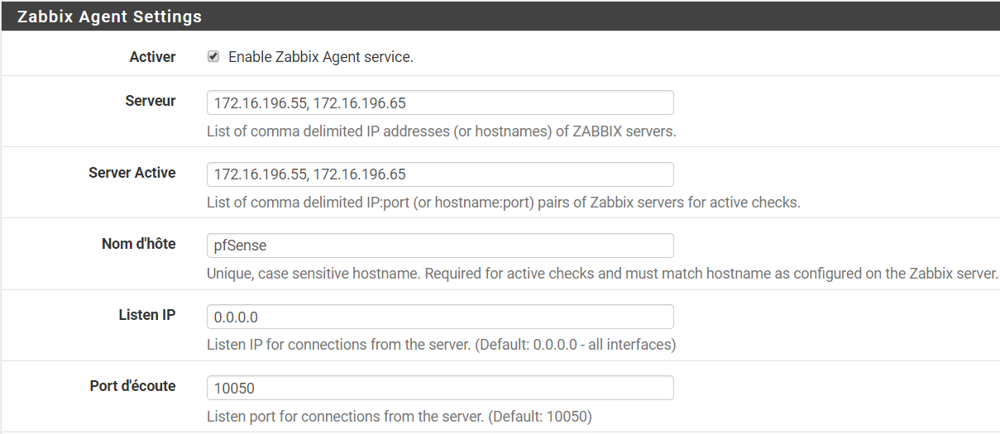 Zabbix Agent Settings
Activer Enable Zabbix Agent service.
Serveur 172.16.196.55, 172.16.196.65
List of comma delimited IP addresses (or hostnames) of ZABBIX servers.
Server Active 172.16.196.55, 172.16.196.65
List of comma delimited IP:port (or hostname:port) pairs of Zabbix servers for active checks.
Nom d'hôte pfSense
Unique, case sensitive hostname. Required for active checks and must match hostname as configured on the Zabbix server.
Listen IP 0.0.0.0
Listen IP for connections from the server. (Default: 0.0.0.0 - all interfaces)
Port d'écoute 10050
Listen port for connections from the server. (Default: 10050)